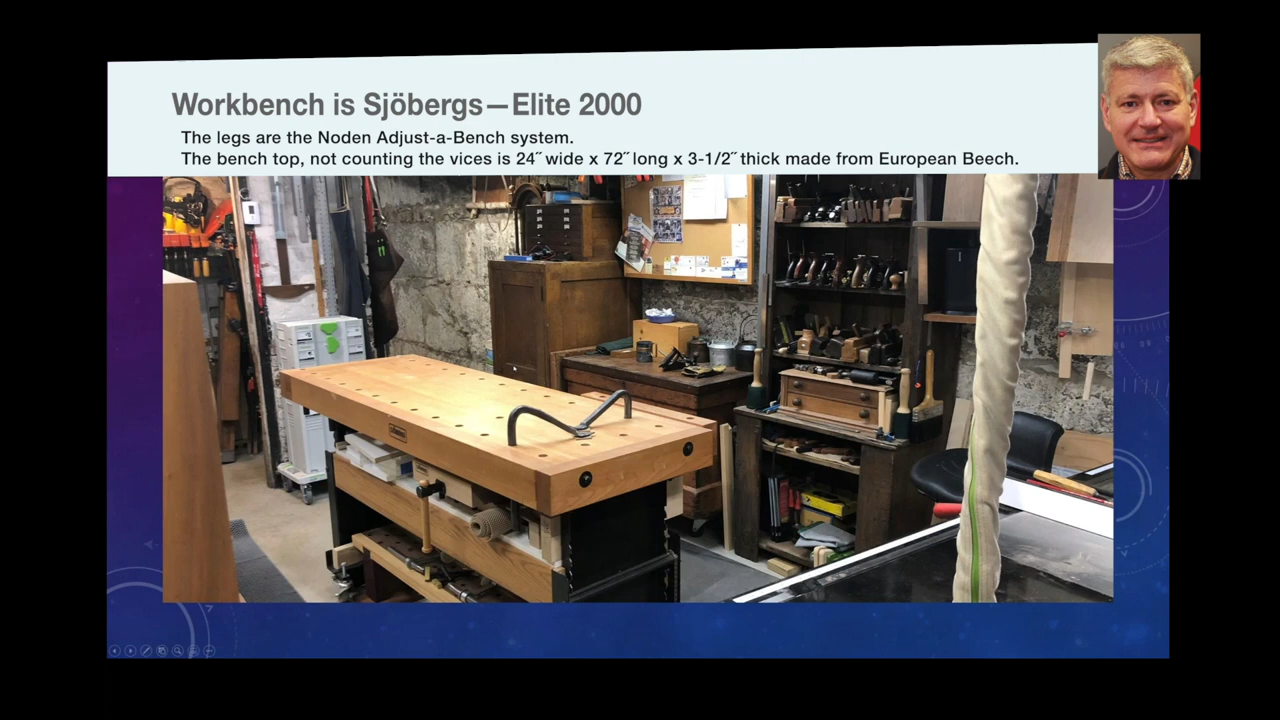 Workbench is Sjöbergs—Elite 2000
The legs are the Noden Adjust-a-Bench system.
The bench top, not counting the vices is 24˝ wide x 72˝ long x 3-1/2˝ thick made from European Beech.